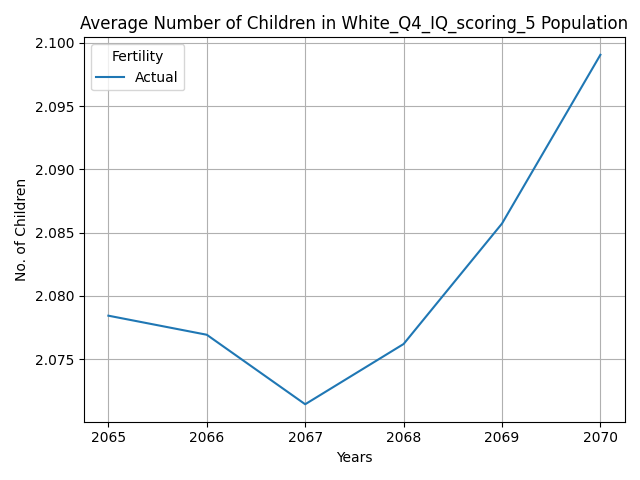 Average Number of Children in White_Q4_IQ_scoring_5 Population
Fertility
Actual
2.100
2.095
2.090
2.085
2.080
2.075
No. of Children
2065 2066 2067 2068 2069 2070
Years